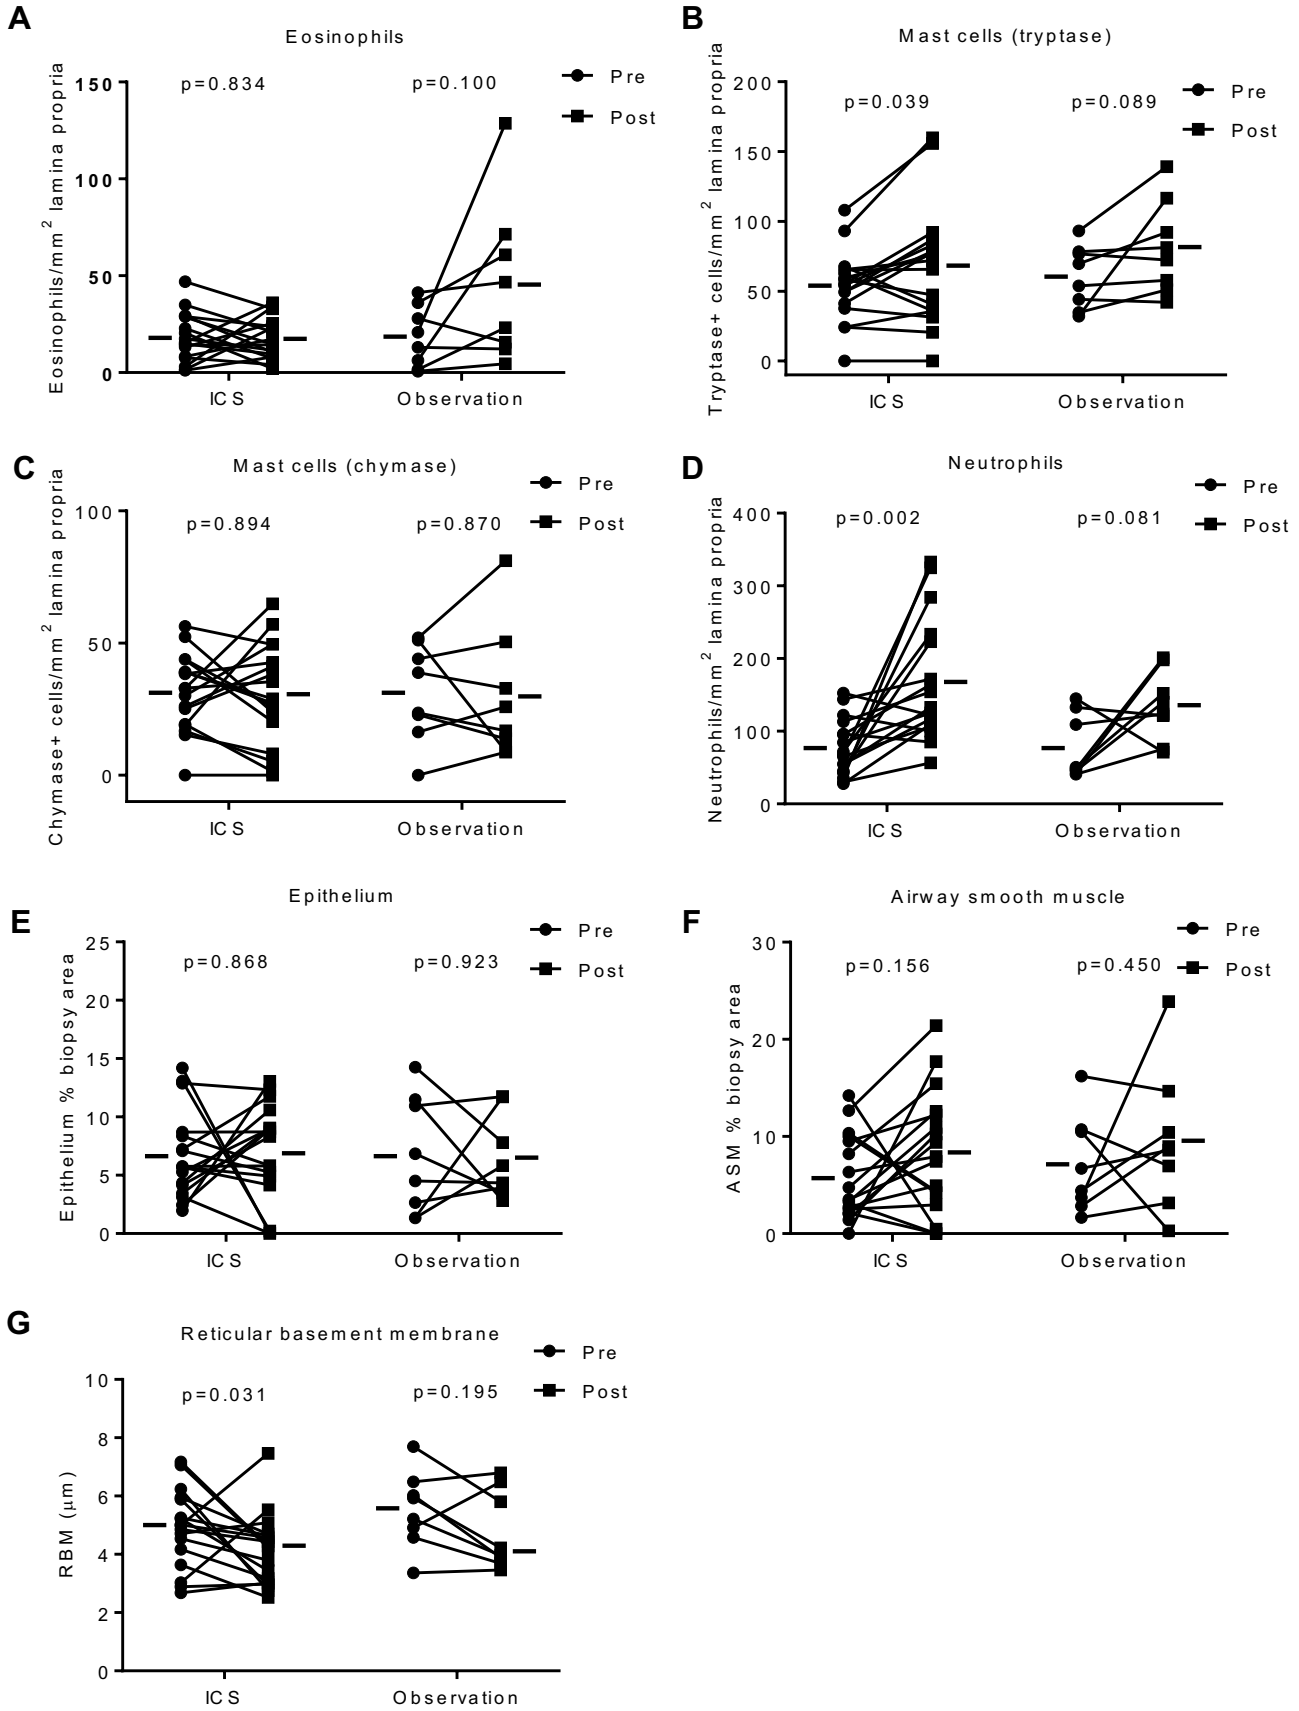 A
Eosinophils
Eosinophils/mm² lamina propria
150
100
50
0
p=0.834
p=0.100
Pre
Post
ICS
Observation
B
Mast cells (tryptase)
Tryptase+ cells/mm² lamina propria
200
150
100
50
0
p=0.039
p=0.089
Pre
Post
ICS
Observation
C
Mast cells (chymase)
Chymase+ cells/mm² lamina propria
100
50
0
p=0.894
p=0.870
Pre
Post
ICS
Observation
D
Neutrophils
Neutrophils/mm² lamina propria
400
300
200
100
0
p=0.002
p=0.081
Pre
Post
ICS
Observation
E
Epithelium
Epithelium % biopsy area
25
20
15
10
5
0
p=0.868
p=0.923
Pre
Post
ICS
Observation
F
Airway smooth muscle
ASM % biopsy area
30
20
10
0
p=0.156
p=0.450
Pre
Post
ICS
Observation
G
Reticular basement membrane
RBM (μm)
10
8
6
4
2
0
p=0.031
p=0.195
Pre
Post
ICS
Observation